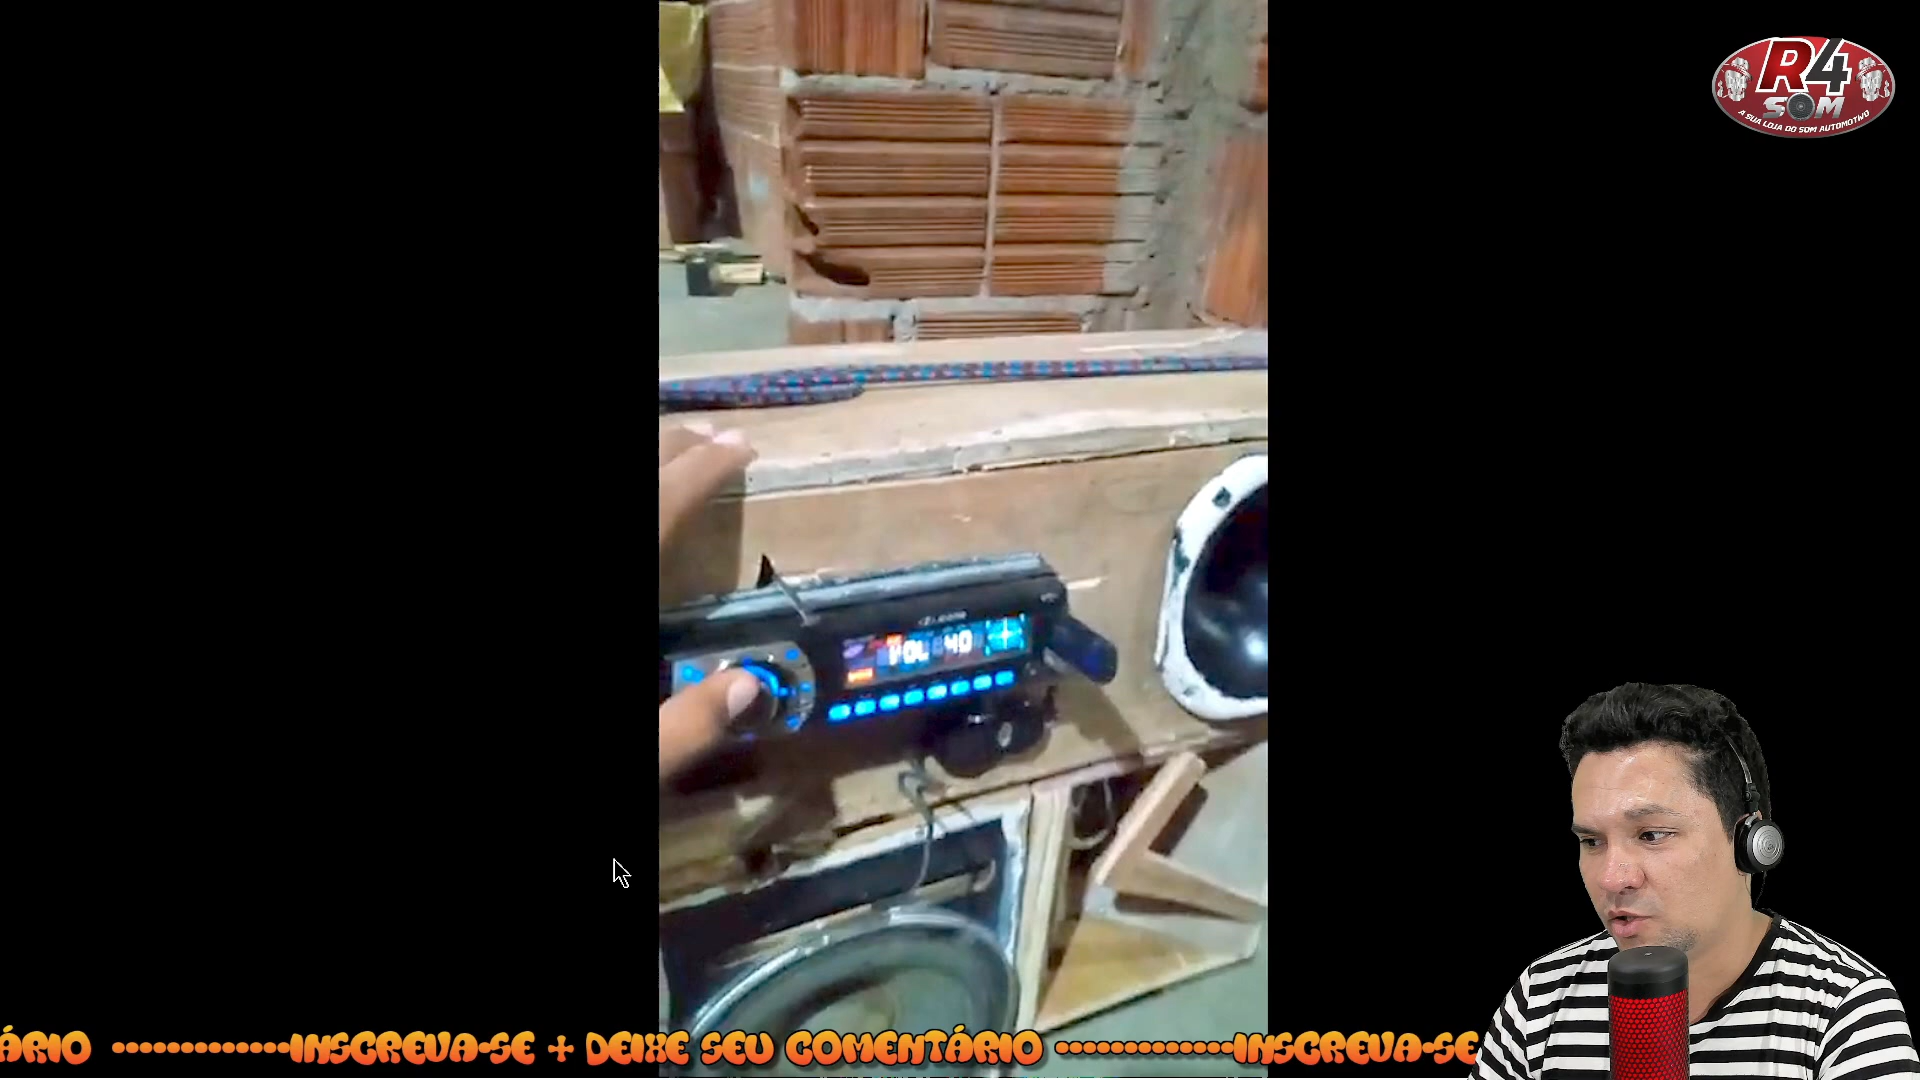 R4
SOM
A SUA LOJA DO SOM AUTOMOTIVO
VOL 40
ÁRIO -------------INSCREVA-SE + DEIXE SEU COMENTÁRIO -------------INSCREVA-SE